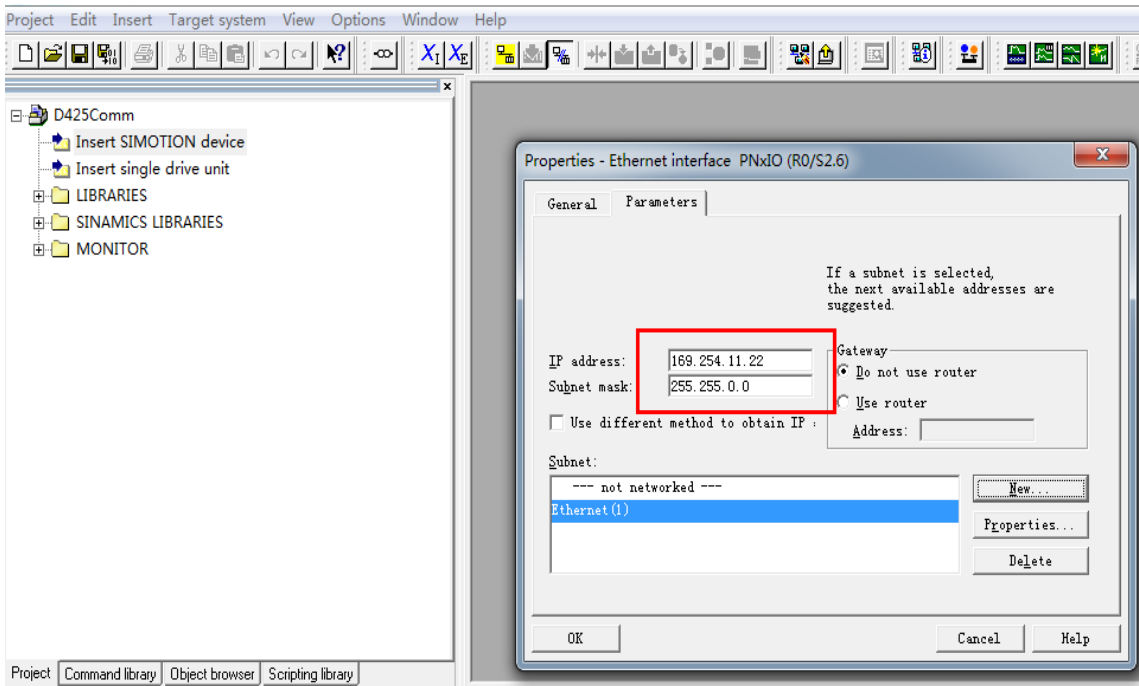 Project Edit Insert Target system View Options Window Help
D425Comm
Insert SIMOTION device
Insert single drive unit
LIBRARIES
SINAMICS LIBRARIES
MONITOR
Project
Command library
Object browser
Scripting library
Properties - Ethernet interface PNxIO (R0/S2.6)
General
Parameters
If a subnet is selected,
the next available addresses are
suggested.
IP address:
169.254.11.22
Subnet mask:
255.255.0.0
Use different method to obtain IP
Gateway
Do not use router
Use router
Address:
Subnet:
--- not networked ---
Ethernet(1)
New...
Properties...
Delete
OK
Cancel
Help